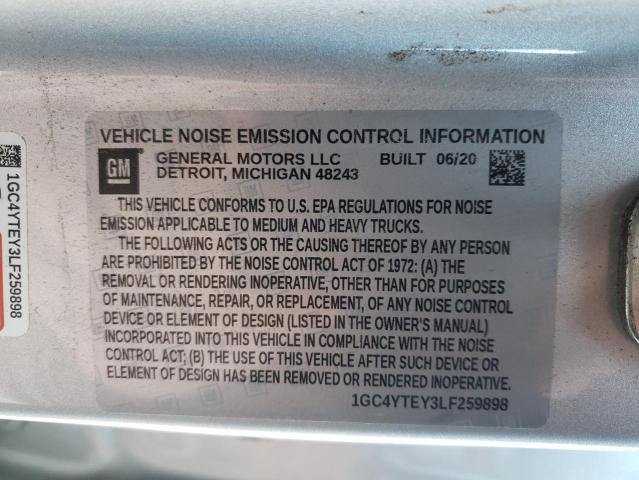 VEHICLE NOISE EMISSION CONTROL INFORMATION
GM
GENERAL MOTORS LLC BUILT 06/20
DETROIT, MICHIGAN 48243
THIS VEHICLE CONFORMS TO U.S. EPA REGULATIONS FOR NOISE
EMISSION APPLICABLE TO MEDIUM AND HEAVY TRUCKS.
THE FOLLOWING ACTS OR THE CAUSING THEREOF BY ANY PERSON
ARE PROHIBITED BY THE NOISE CONTROL ACT OF 1972: (A) THE
REMOVAL OR RENDERING INOPERATIVE, OTHER THAN FOR PURPOSES
OF MAINTENANCE, REPAIR, OR REPLACEMENT, OF ANY NOISE CONTROL
DEVICE OR ELEMENT OF DESIGN (LISTED IN THE OWNER'S MANUAL)
INCORPORATED INTO THIS VEHICLE IN COMPLIANCE WITH THE NOISE
CONTROL ACT; (B) THE USE OF THIS VEHICLE AFTER SUCH DEVICE OR
ELEMENT OF DESIGN HAS BEEN REMOVED OR RENDERED INOPERATIVE.
1GC4YTEY3LF259898
1GC4YTEY3LF259898